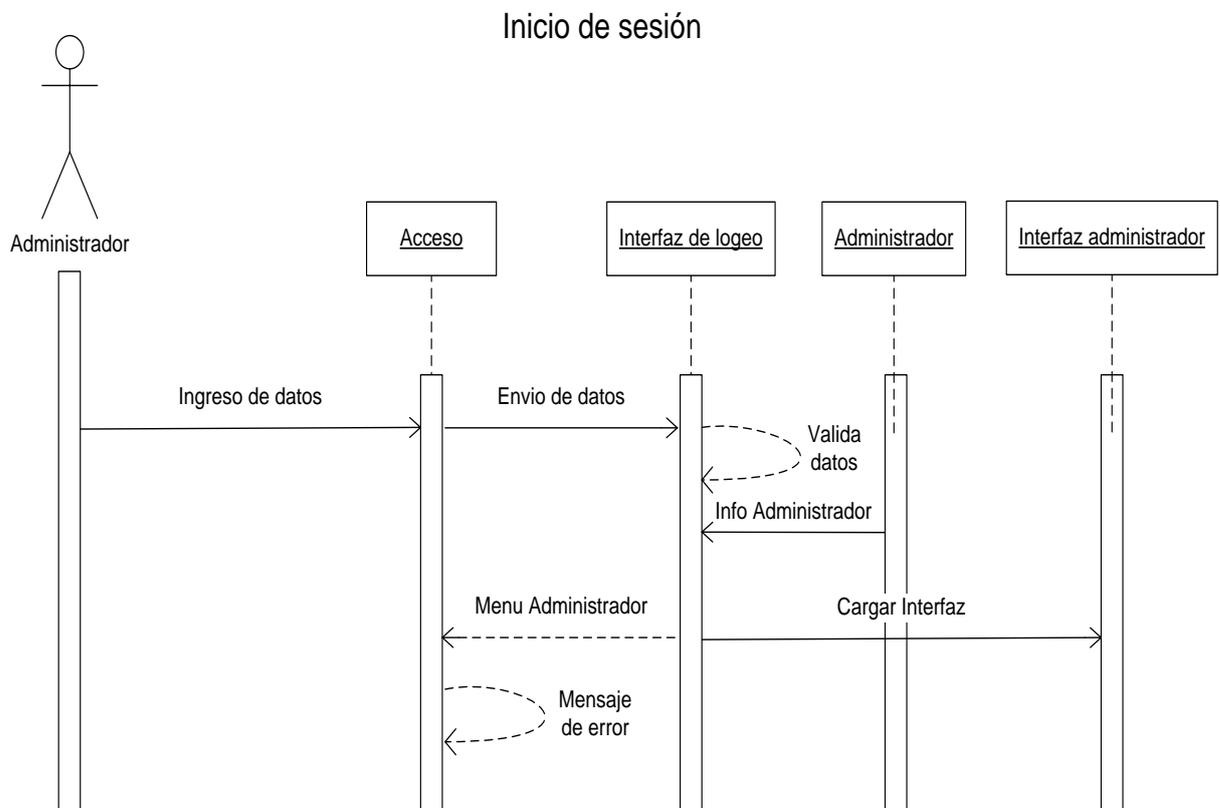 Inicio de sesión
Administrador
Acceso
Interfaz de logeo
Administrador
Interfaz administrador
Ingreso de datos
Envio de datos
Valida
datos
Info Administrador
Menu Administrador
Cargar Interfaz
Mensaje
de error